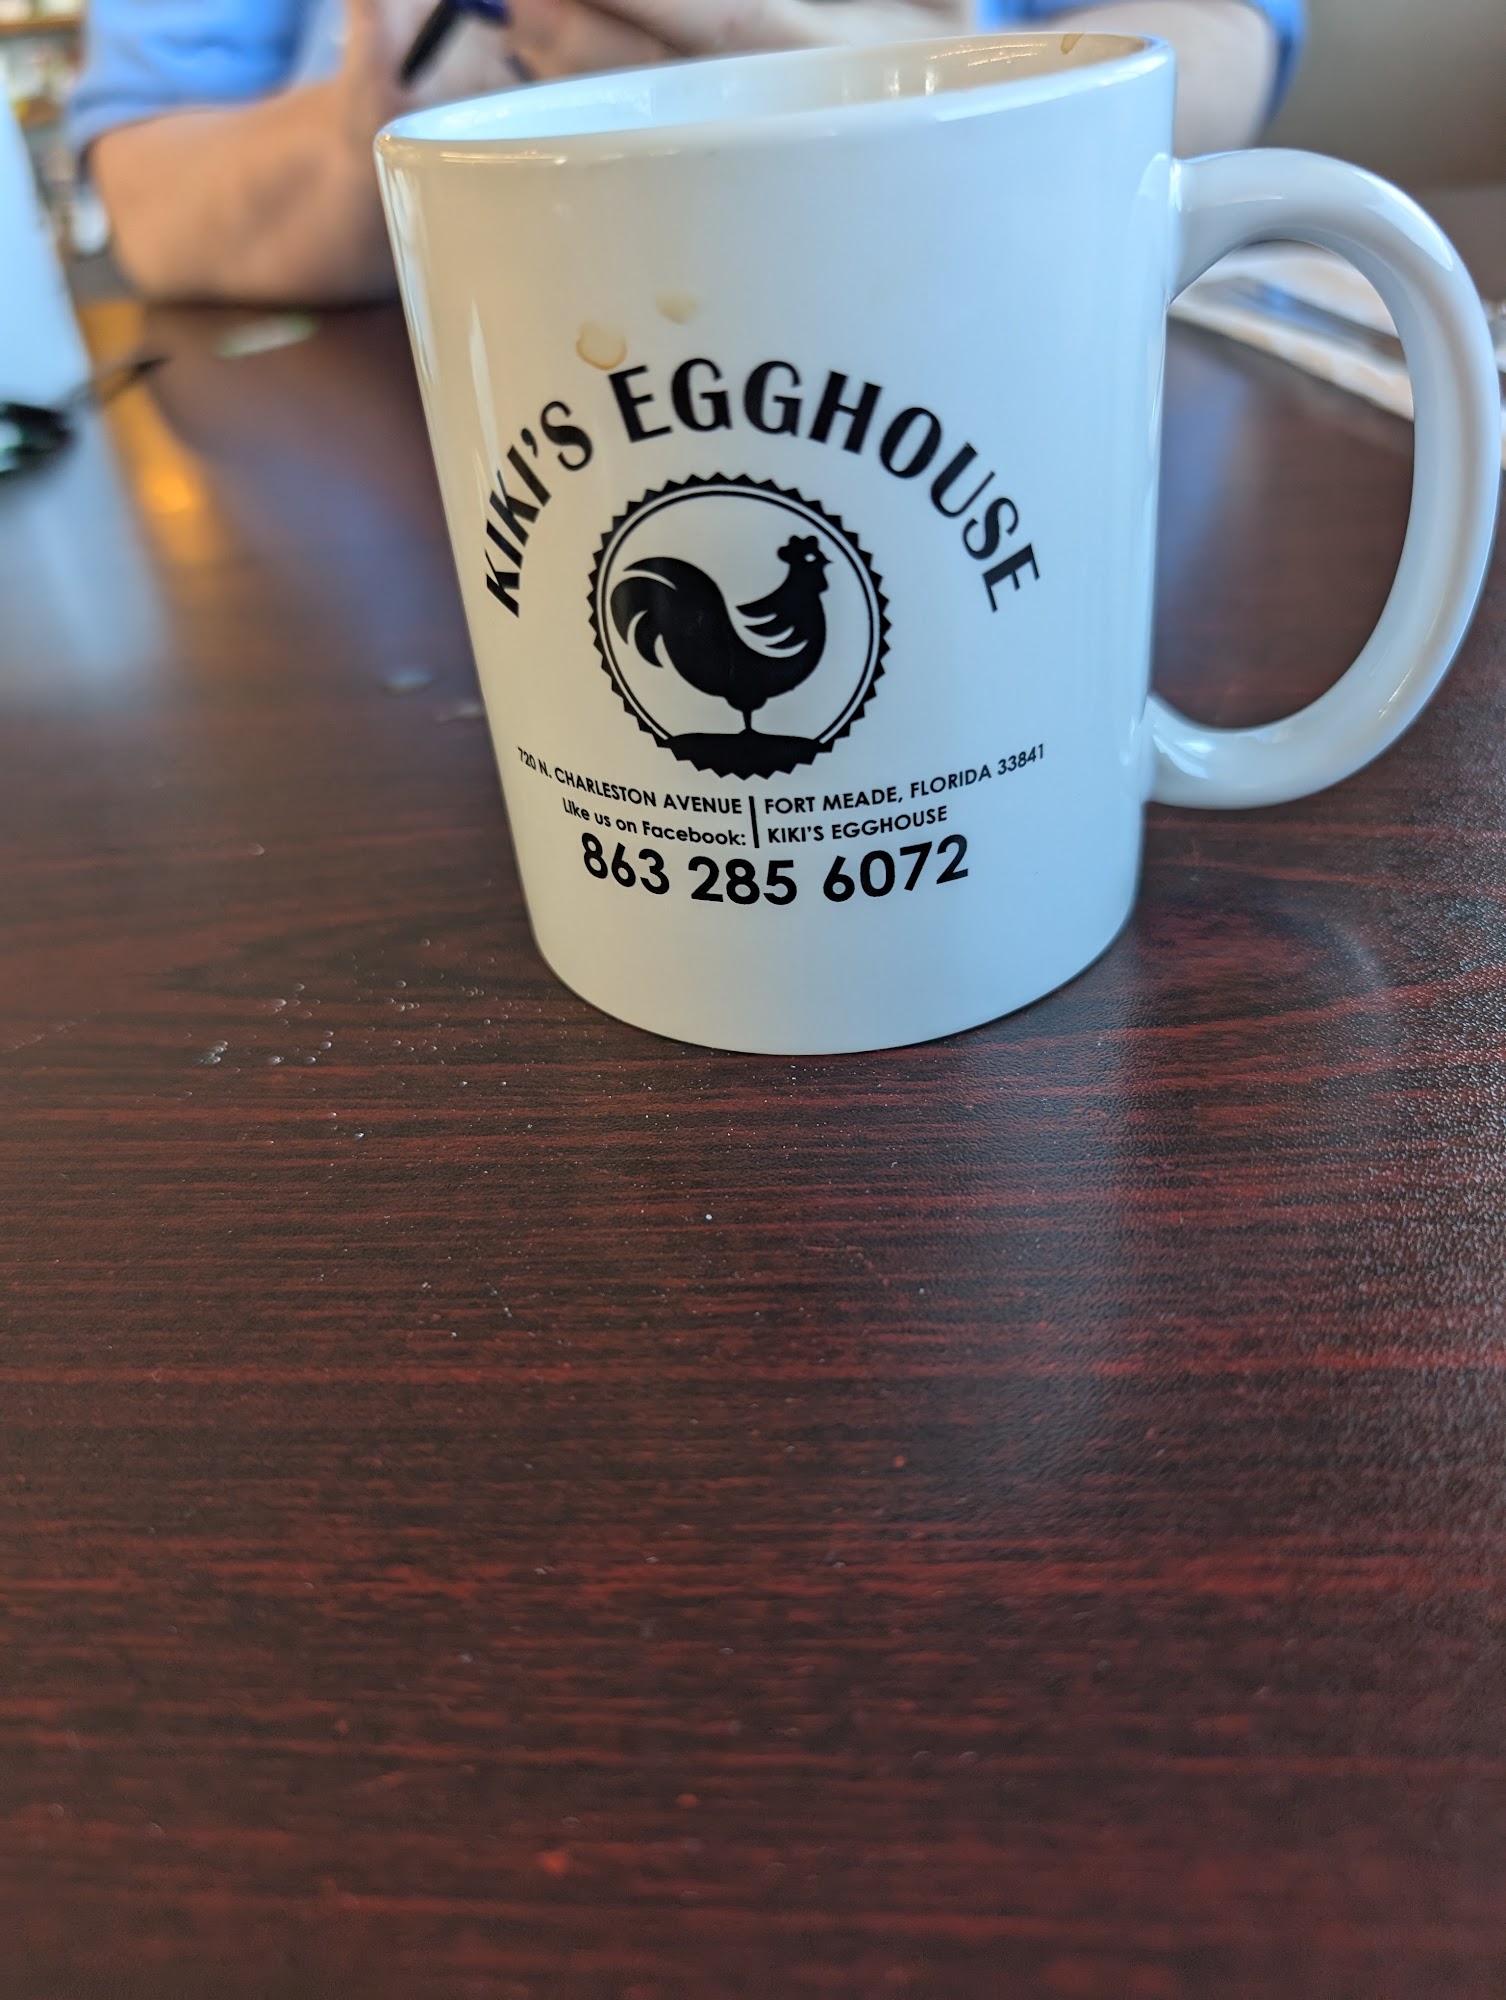 KIKI'S EGGHOUSE
720 N. CHARLESTON AVENUE | FORT MEADE, FLORIDA 33841
Like us on Facebook: | KIKI'S EGGHOUSE
863 285 6072